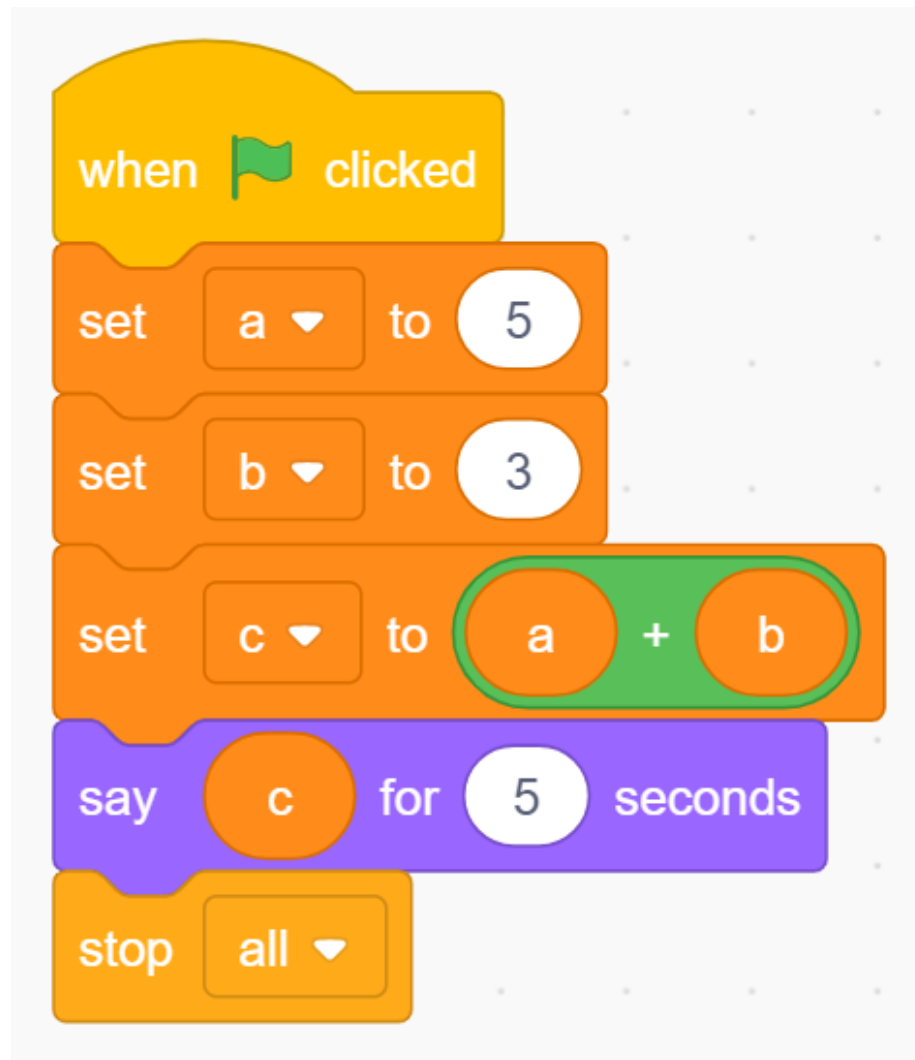 when clicked
set a to 5
set b to 3
set c to a + b
say c for 5 seconds
stop all